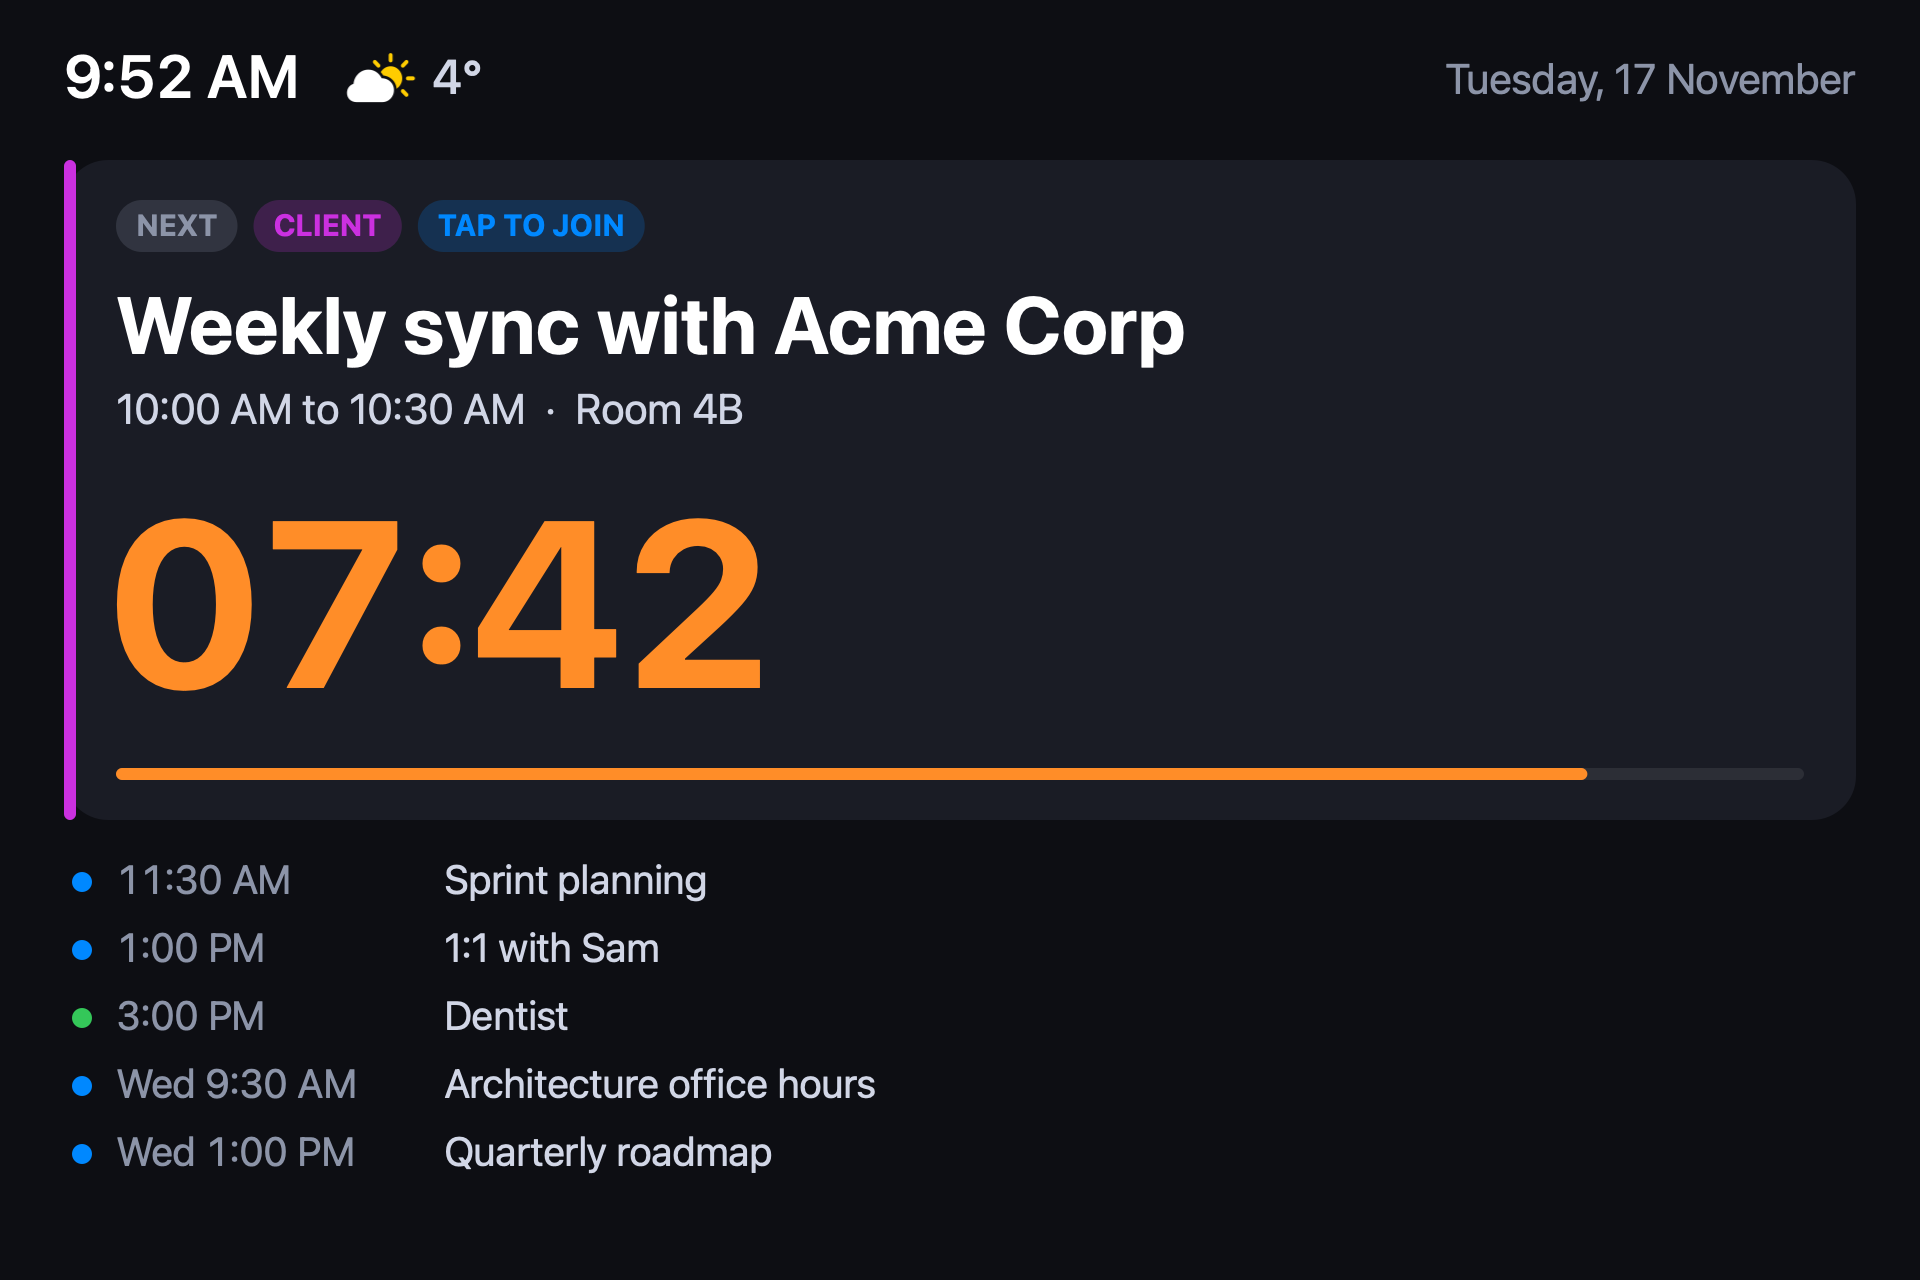 9:52 AM 4° Tuesday, 17 November
NEXT CLIENT TAP TO JOIN
Weekly sync with Acme Corp
10:00 AM to 10:30 AM · Room 4B
07:42
11:30 AM Sprint planning
1:00 PM 1:1 with Sam
3:00 PM Dentist
Wed 9:30 AM Architecture office hours
Wed 1:00 PM Quarterly roadmap